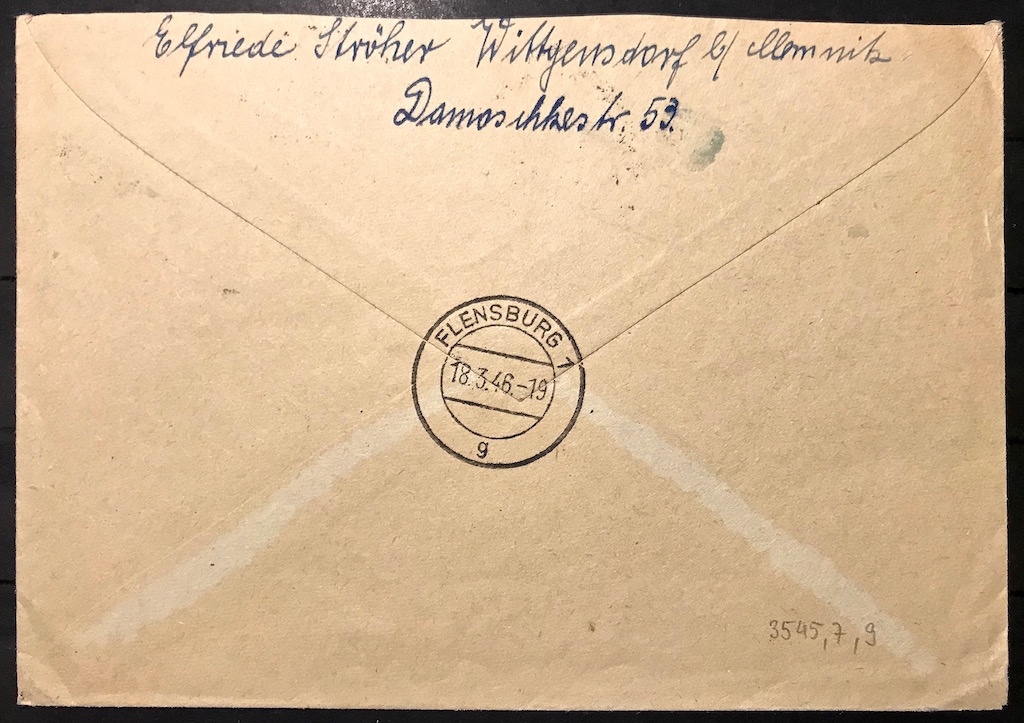 Elfriede Ströher Wittgensdorf b/ Chemnitz
Damaschkestr. 53.
FLENSBURG 1
18.3.46.-19
g
3545,7,9